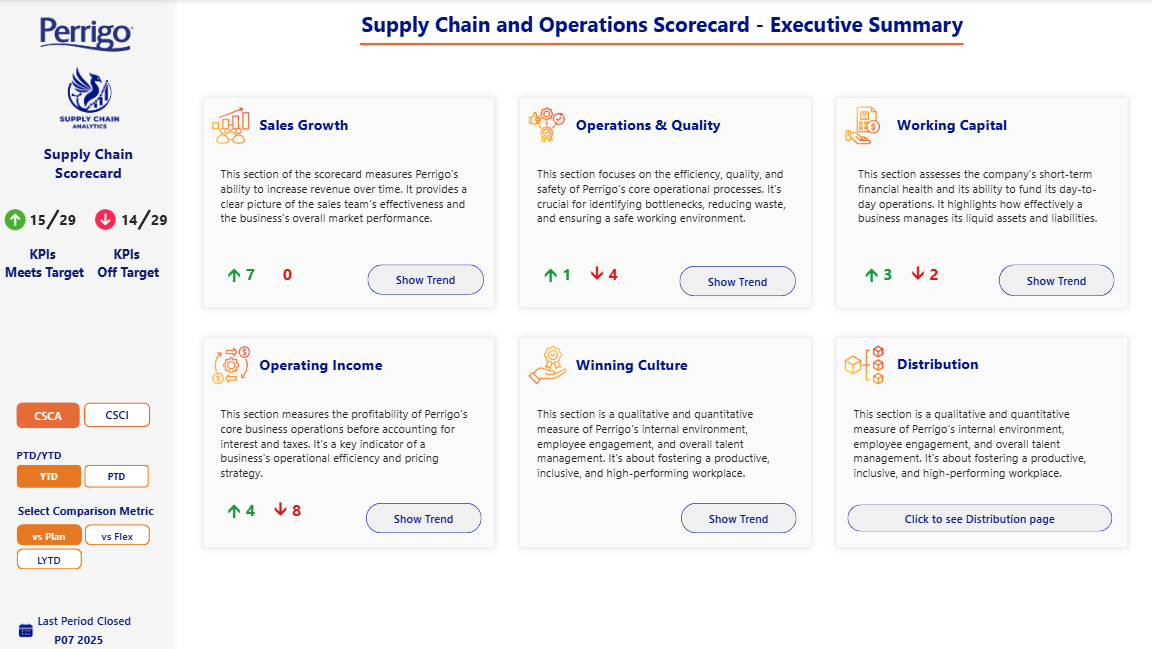 Perrigo
SUPPLY CHAIN
ANALYTICS
Supply Chain
Scorecard
15/29
14/29
KPIs
Meets Target
KPIs
Off Target
CSCA
CSCI
PTD/YTD
YTD
PTD
Select Comparison Metric
vs Plan
vs Flex
LYTD
Last Period Closed
P07 2025
Supply Chain and Operations Scorecard - Executive Summary
Sales Growth
This section of the scorecard measures Perrigo's
ability to increase revenue over time. It provides a
clear picture of the sales team's effectiveness and
the business's overall market performance.
↑ 7
0
Show Trend
Operations & Quality
This section focuses on the efficiency, quality, and
safety of Perrigo's core operational processes. It's
crucial for identifying bottlenecks, reducing waste,
and ensuring a safe working environment.
↑ 1
↓ 4
Show Trend
Working Capital
This section assesses the company's short-term
financial health and its ability to fund its day-to-
day operations. It highlights how effectively a
business manages its liquid assets and liabilities.
↑ 3
↓ 2
Show Trend
Operating Income
This section measures the profitability of Perrigo's
core business operations before accounting for
interest and taxes. It's a key indicator of a
business's operational efficiency and pricing
strategy.
↑ 4
↓ 8
Show Trend
Winning Culture
This section is a qualitative and quantitative
measure of Perrigo's internal environment,
employee engagement, and overall talent
management. It's about fostering a productive,
inclusive, and high-performing workplace.
Show Trend
Distribution
This section is a qualitative and quantitative
measure of Perrigo's internal environment,
employee engagement, and overall talent
management. It's about fostering a productive,
inclusive, and high-performing workplace.
Click to see Distribution page